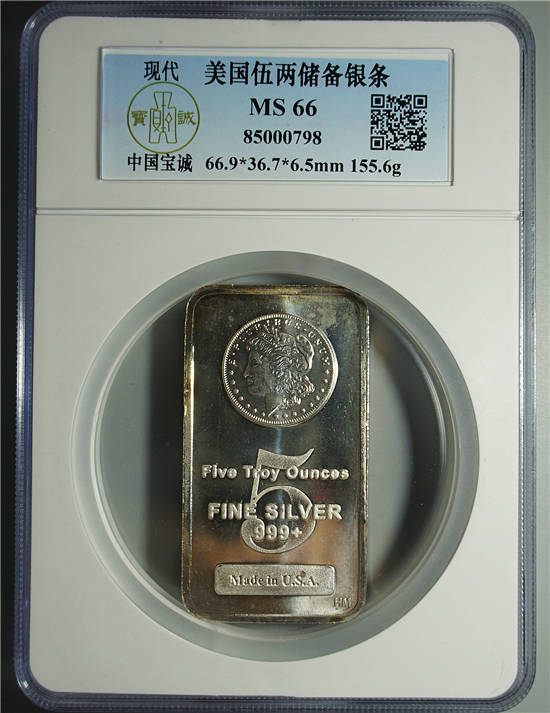 现代
美国伍两储备银条
MS 66
寶 誠
85000798
中国宝诚
66.9*36.7*6.5mm 155.6g
E·PLURIBUS·UNUM
5
Five Troy Ounces
FINE SILVER
999+
Made in U.S.A.
HM